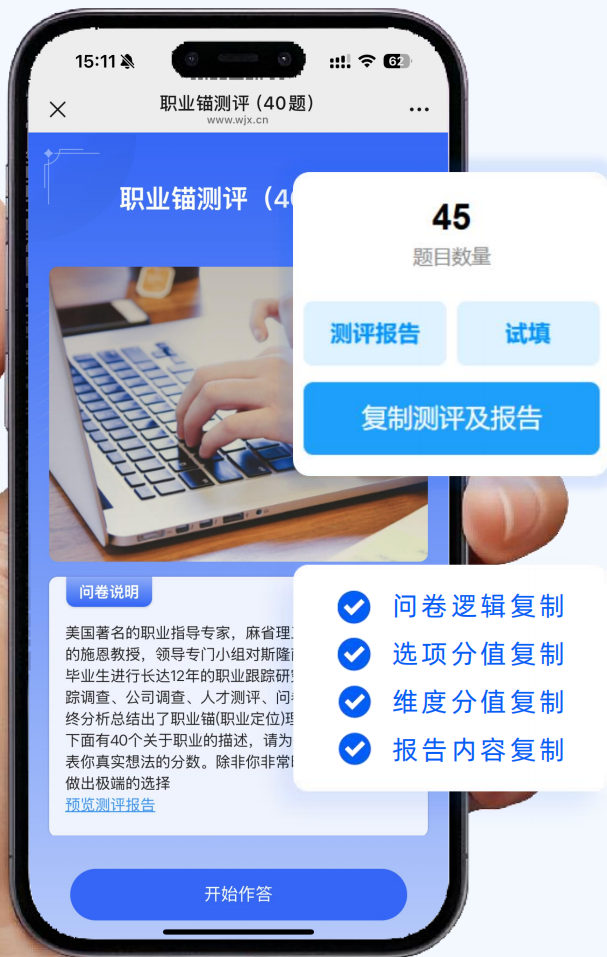 15:11
62
职业锚测评（40题）
www.wjx.cn
职业锚测评（4
45
题目数量
测评报告
试填
复制测评及报告
问卷说明
美国著名的职业指导专家，麻省理
的施恩教授，领导专门小组对斯隆
毕业生进行长达12年的职业跟踪研
踪调查、公司调查、人才测评、问
终分析总结出了职业锚(职业定位)
下面有40个关于职业的描述，请为
表你真实想法的分数。除非你非常
做出极端的选择
预览测评报告
问卷逻辑复制
选项分值复制
维度分值复制
报告内容复制
开始作答